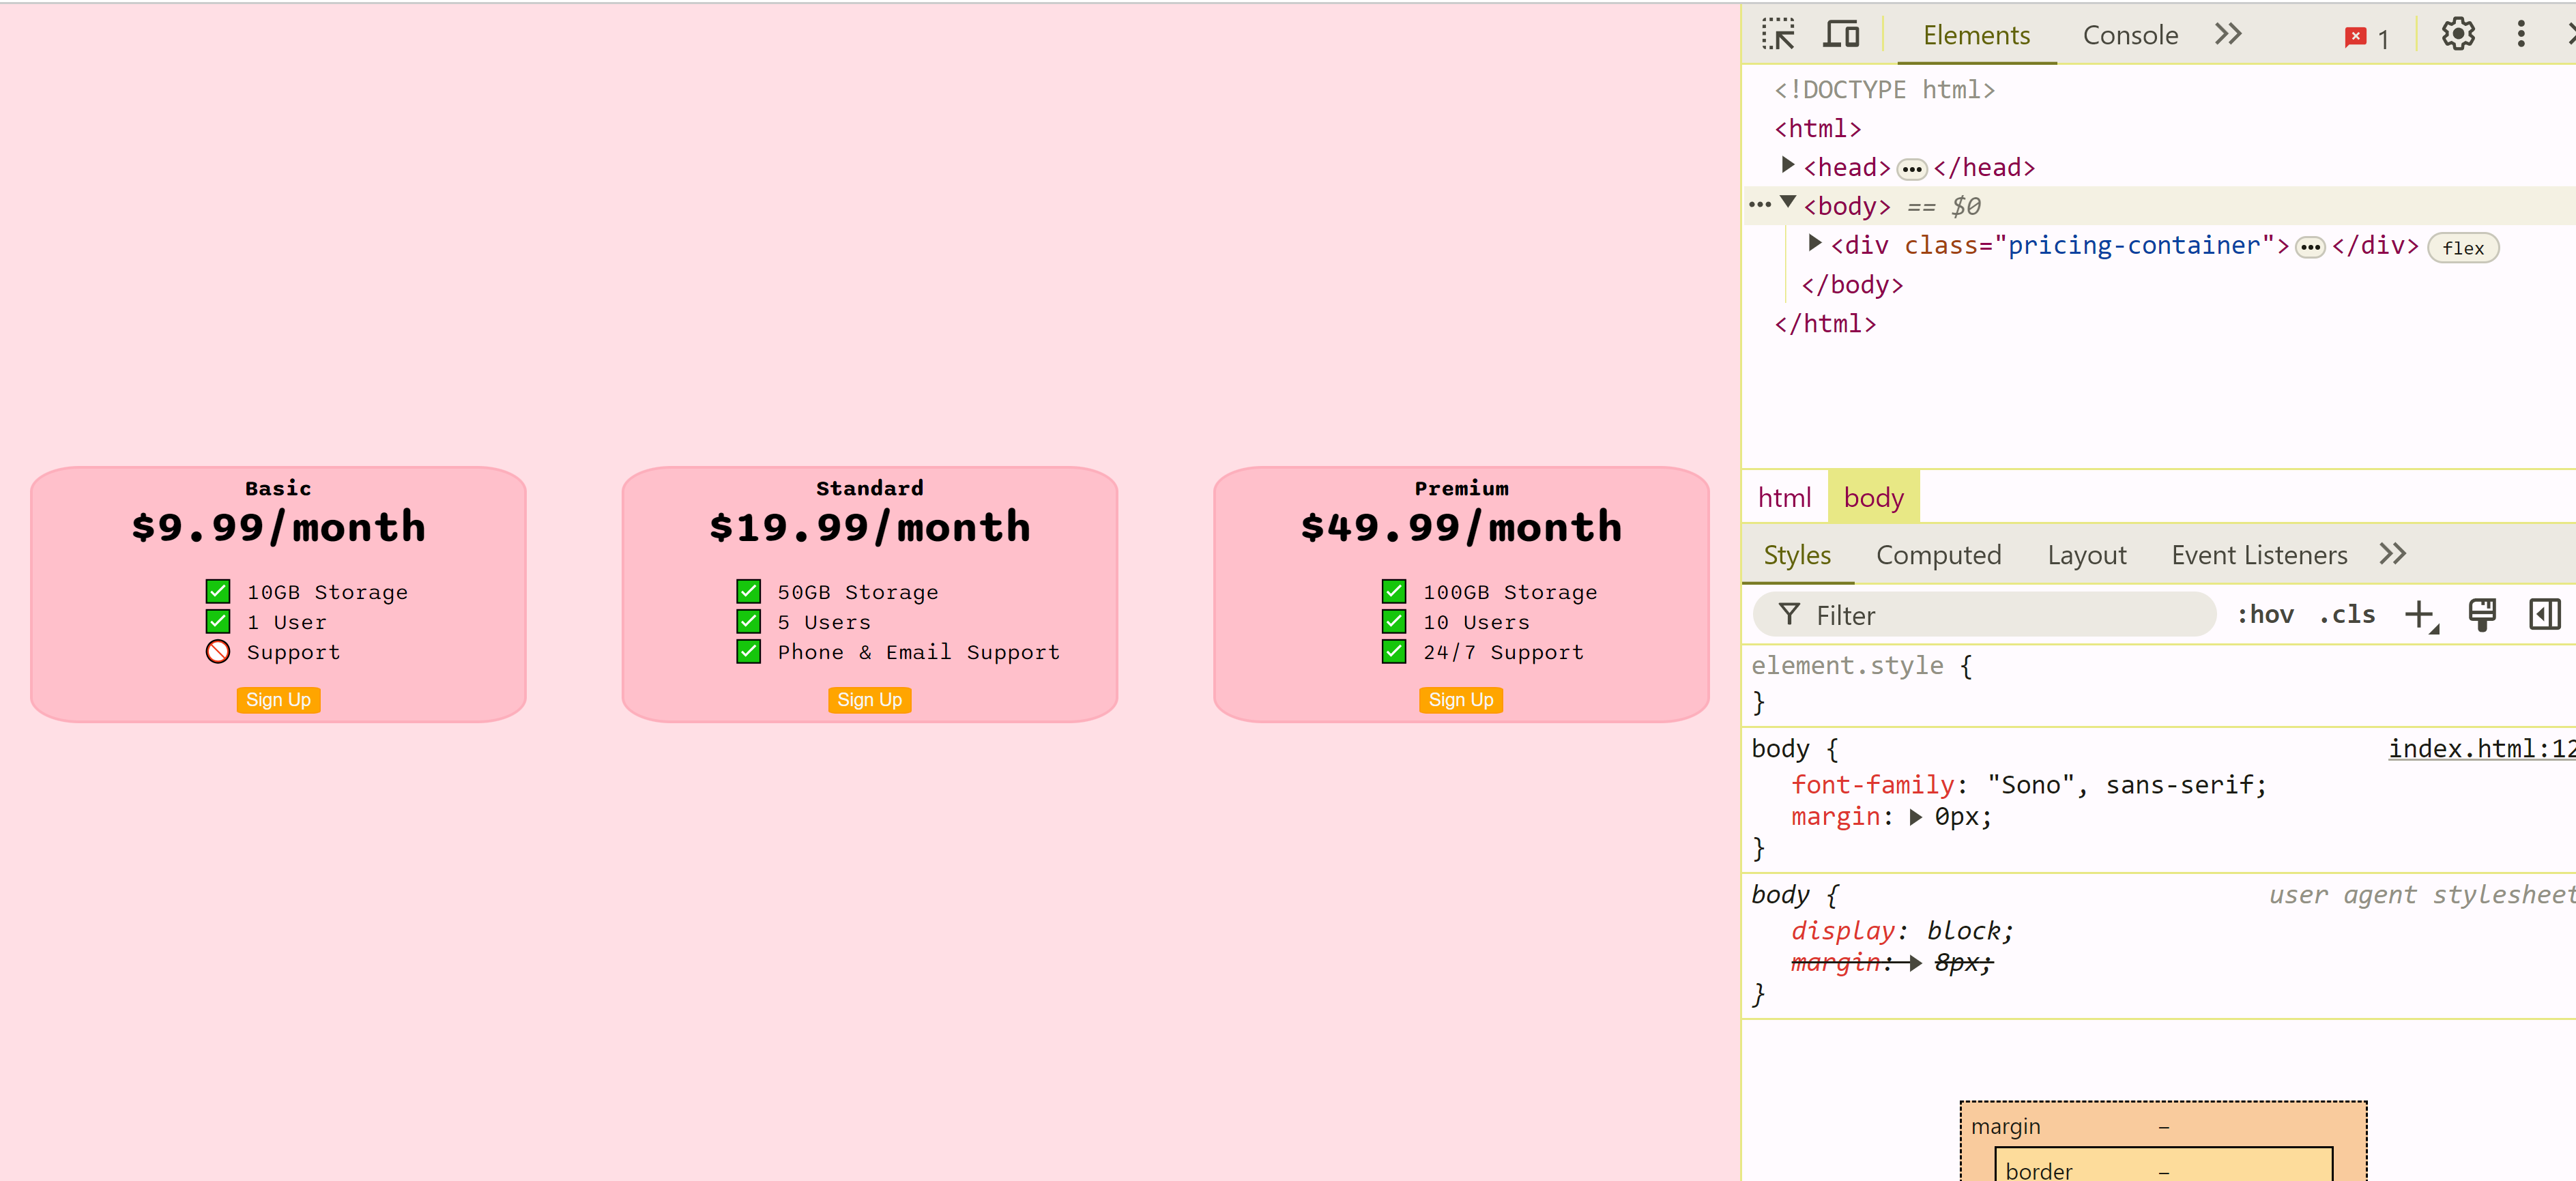 Basic
$9.99/month
✅ 10GB Storage
✅ 1 User
🚫 Support
Sign Up
Standard
$19.99/month
✅ 50GB Storage
✅ 5 Users
✅ Phone & Email Support
Sign Up
Premium
$49.99/month
✅ 100GB Storage
✅ 10 Users
✅ 24/7 Support
Sign Up
Elements Console 1
<!DOCTYPE html>
<html>
<head>…</head>
<body> == $0
<div class="pricing-container">…</div> flex
</body>
</html>
html body
Styles Computed Layout Event Listeners
Filter :hov .cls
element.style {
}
body { index.html:12
font-family: "Sono", sans-serif;
margin: 0px;
}
body { user agent stylesheet
display: block;
margin: 8px;
}
margin –
border –